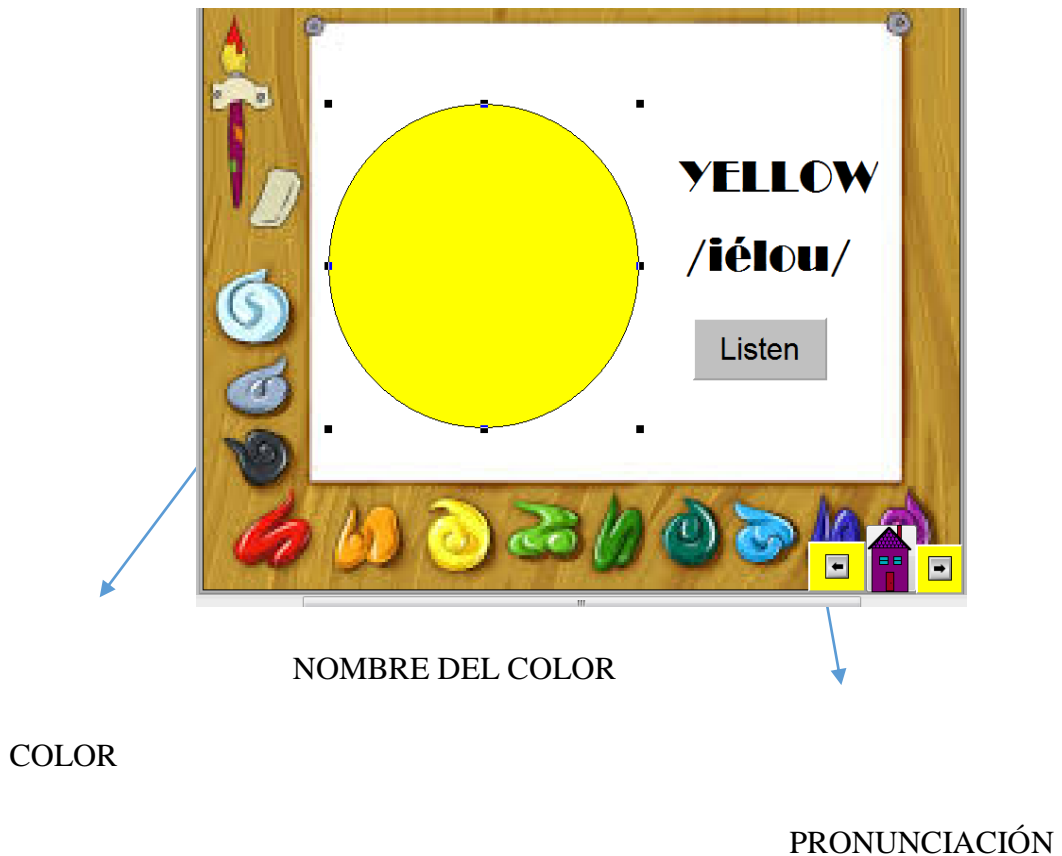 YELLOW
/iélou/
Listen
NOMBRE DEL COLOR
COLOR
PRONUNCIACIÓN